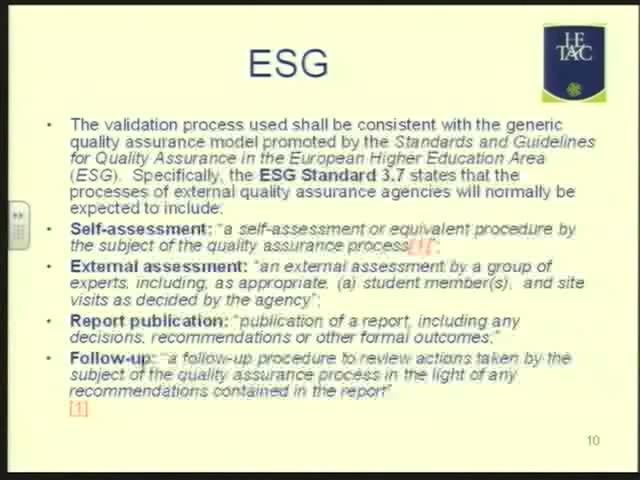 ESG
HE
TAC
• The validation process used shall be consistent with the generic
quality assurance model promoted by the Standards and Guidelines
for Quality Assurance in the European Higher Education Area
(ESG). Specifically, the ESG Standard 3.7 states that the
processes of external quality assurance agencies will normally be
expected to include:
• Self-assessment: “a self-assessment or equivalent procedure by
the subject of the quality assurance process[1]”;
• External assessment: “an external assessment by a group of
experts, including, as appropriate, (a) student member(s), and site
visits as decided by the agency”;
• Report publication: “publication of a report, including any
decisions, recommendations or other formal outcomes;”
• Follow-up: “a follow-up procedure to review actions taken by the
subject of the quality assurance process in the light of any
recommendations contained in the report”
[1]
10